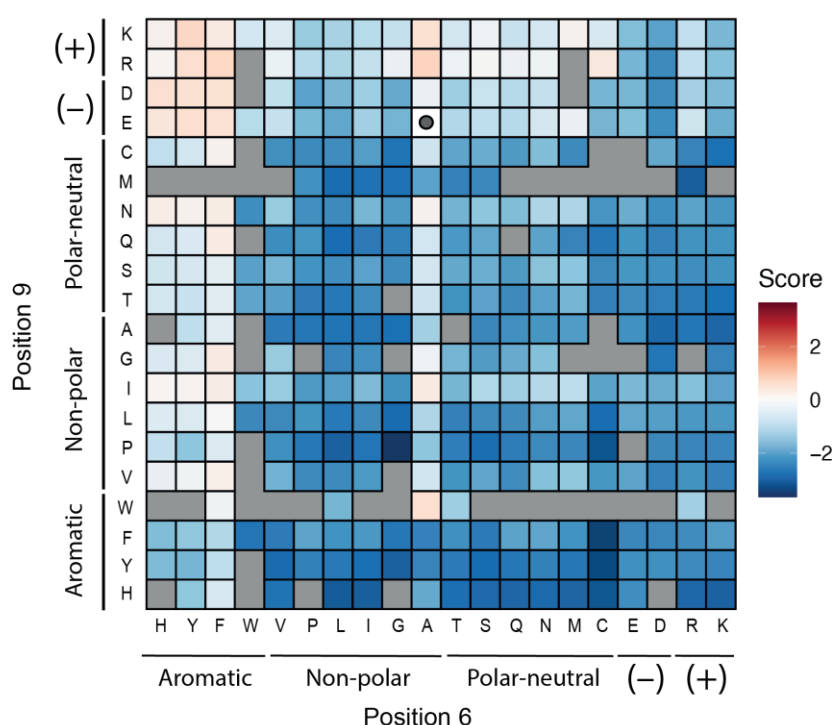 (+)
K
R
(−)
D
E
Polar-neutral
C
M
N
Q
S
T
Non-polar
A
G
I
L
P
V
Aromatic
W
F
Y
H
Position 9
H Y F W V P L I G A T S Q N M C E D R K
Aromatic Non-polar Polar-neutral (−) (+)
Position 6
Score
2
0
−2